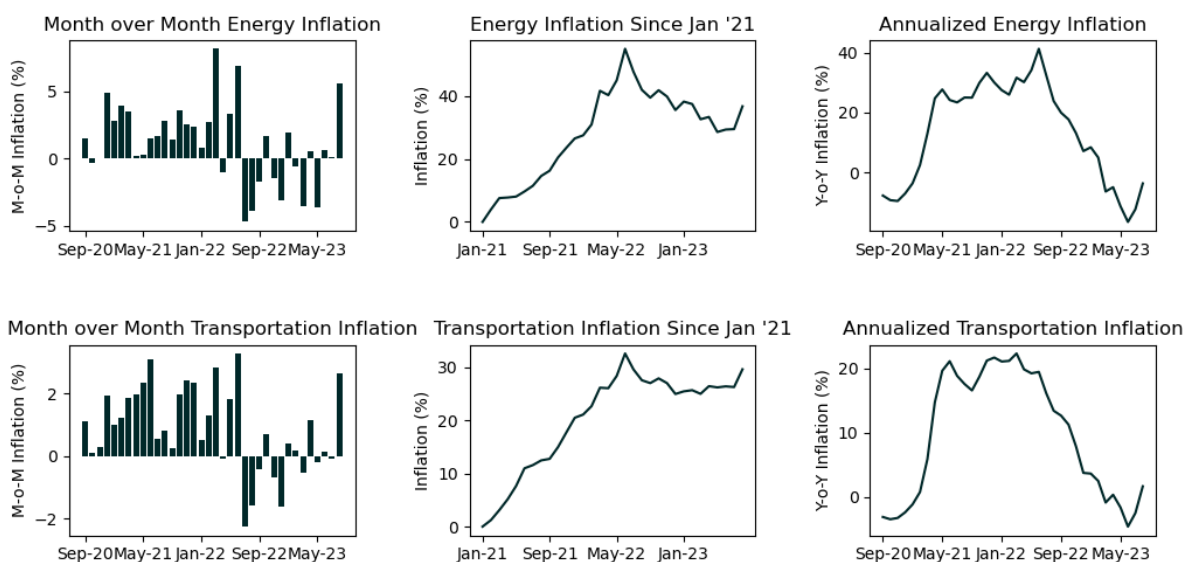 Month over Month Energy Inflation
M-o-M Inflation (%)
5
0
−5
Sep-20 May-21 Jan-22 Sep-22 May-23
Energy Inflation Since Jan '21
Inflation (%)
40
20
0
Jan-21 Sep-21 May-22 Jan-23
Annualized Energy Inflation
Y-o-Y Inflation (%)
40
20
0
Sep-20 May-21 Jan-22 Sep-22 May-23
Month over Month Transportation Inflation
M-o-M Inflation (%)
2
0
−2
Sep-20 May-21 Jan-22 Sep-22 May-23
Transportation Inflation Since Jan '21
Inflation (%)
30
20
10
0
Jan-21 Sep-21 May-22 Jan-23
Annualized Transportation Inflation
Y-o-Y Inflation (%)
20
10
0
Sep-20 May-21 Jan-22 Sep-22 May-23